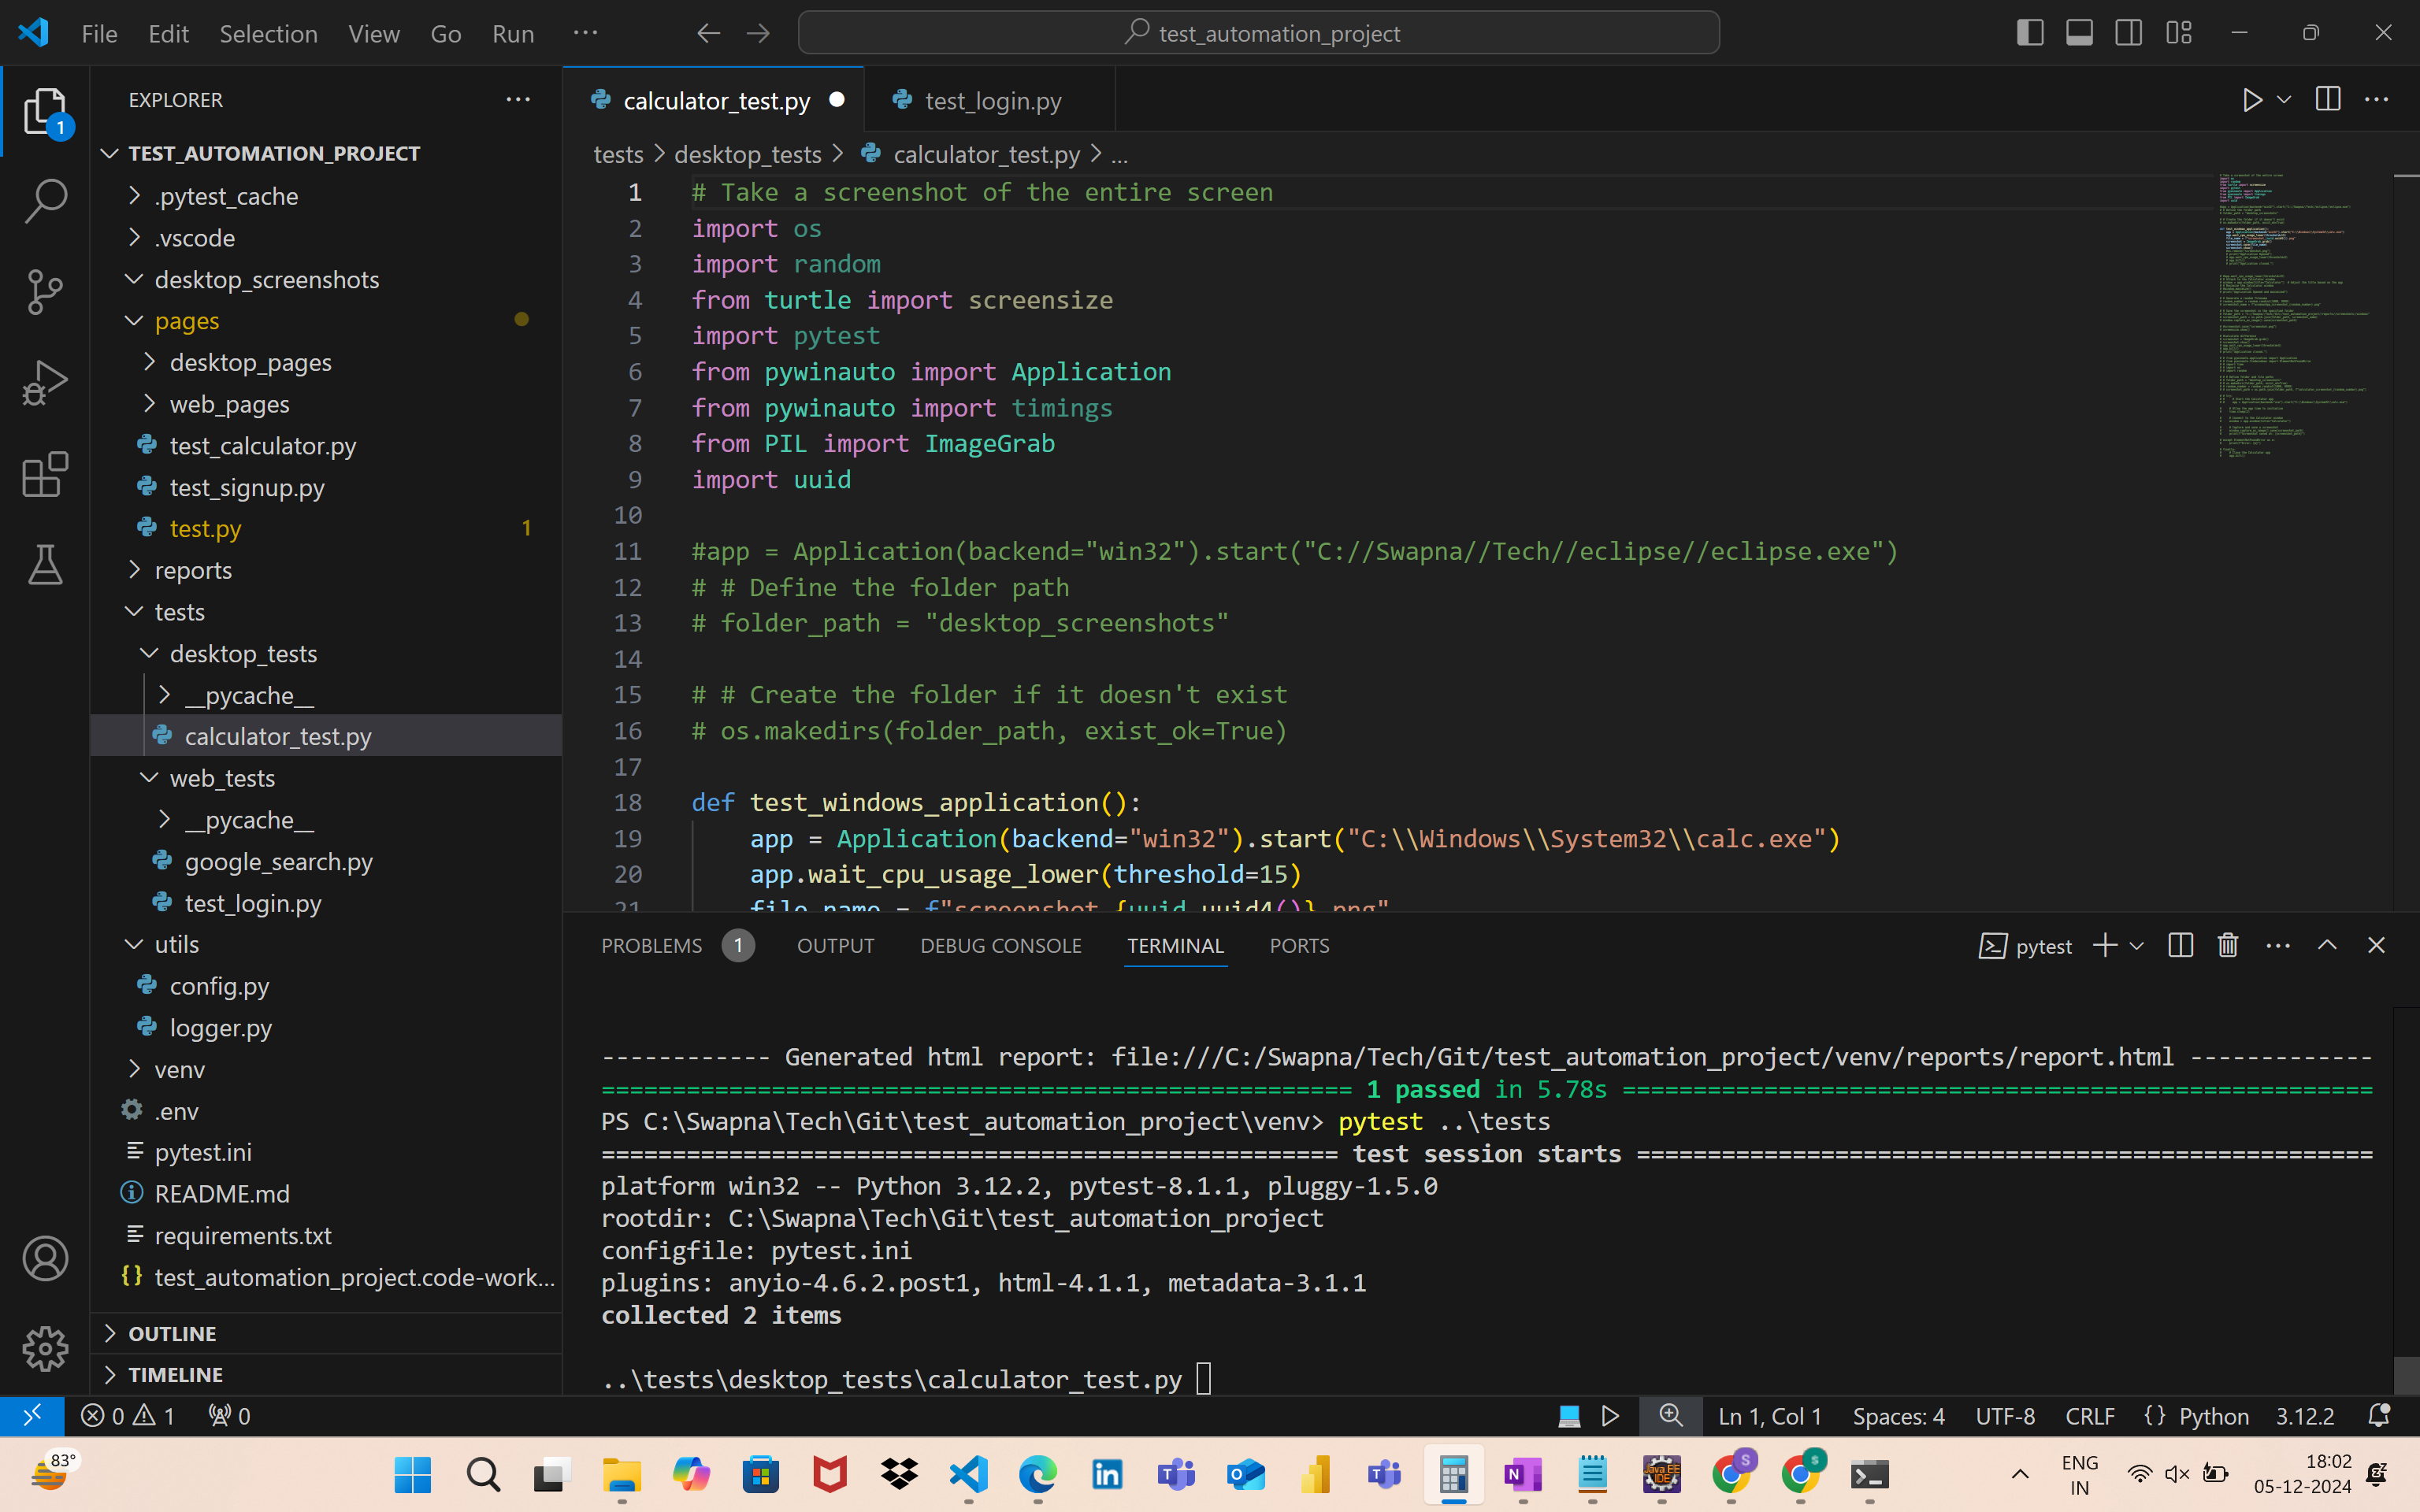 File Edit Selection View Go Run ··· test_automation_project
EXPLORER ···
TEST_AUTOMATION_PROJECT
.pytest_cache
.vscode
desktop_screenshots
pages
desktop_pages
web_pages
test_calculator.py
test_signup.py
test.py 1
reports
tests
desktop_tests
__pycache__
calculator_test.py
web_tests
__pycache__
google_search.py
test_login.py
utils
config.py
logger.py
venv
.env
pytest.ini
README.md
requirements.txt
test_automation_project.code-work...
OUTLINE
TIMELINE
1
calculator_test.py test_login.py
tests > desktop_tests > calculator_test.py > ...
1 # Take a screenshot of the entire screen
2 import os
3 import random
4 from turtle import screensize
5 import pytest
6 from pywinauto import Application
7 from pywinauto import timings
8 from PIL import ImageGrab
9 import uuid
10
11 #app = Application(backend="win32").start("C://Swapna//Tech//eclipse//eclipse.exe")
12 # # Define the folder path
13 # folder_path = "desktop_screenshots"
14
15 # # Create the folder if it doesn't exist
16 # os.makedirs(folder_path, exist_ok=True)
17
18 def test_windows_application():
19     app = Application(backend="win32").start("C:\\Windows\\System32\\calc.exe")
20     app.wait_cpu_usage_lower(threshold=15)
21     file_name = f"screenshot_{uuid.uuid4()}.png"
PROBLEMS 1 OUTPUT DEBUG CONSOLE TERMINAL PORTS pytest
------------ Generated html report: file:///C:/Swapna/Tech/Git/test_automation_project/venv/reports/report.html -------------
===================================================== 1 passed in 5.78s =====================================================
PS C:\Swapna\Tech\Git\test_automation_project\venv> pytest ..\tests
==================================================== test session starts ====================================================
platform win32 -- Python 3.12.2, pytest-8.1.1, pluggy-1.5.0
rootdir: C:\Swapna\Tech\Git\test_automation_project
configfile: pytest.ini
plugins: anyio-4.6.2.post1, html-4.1.1, metadata-3.1.1
collected 2 items
..\tests\desktop_tests\calculator_test.py
0 1 0 Ln 1, Col 1 Spaces: 4 UTF-8 CRLF {} Python 3.12.2
83° ENG 18:02
IN 05-12-2024